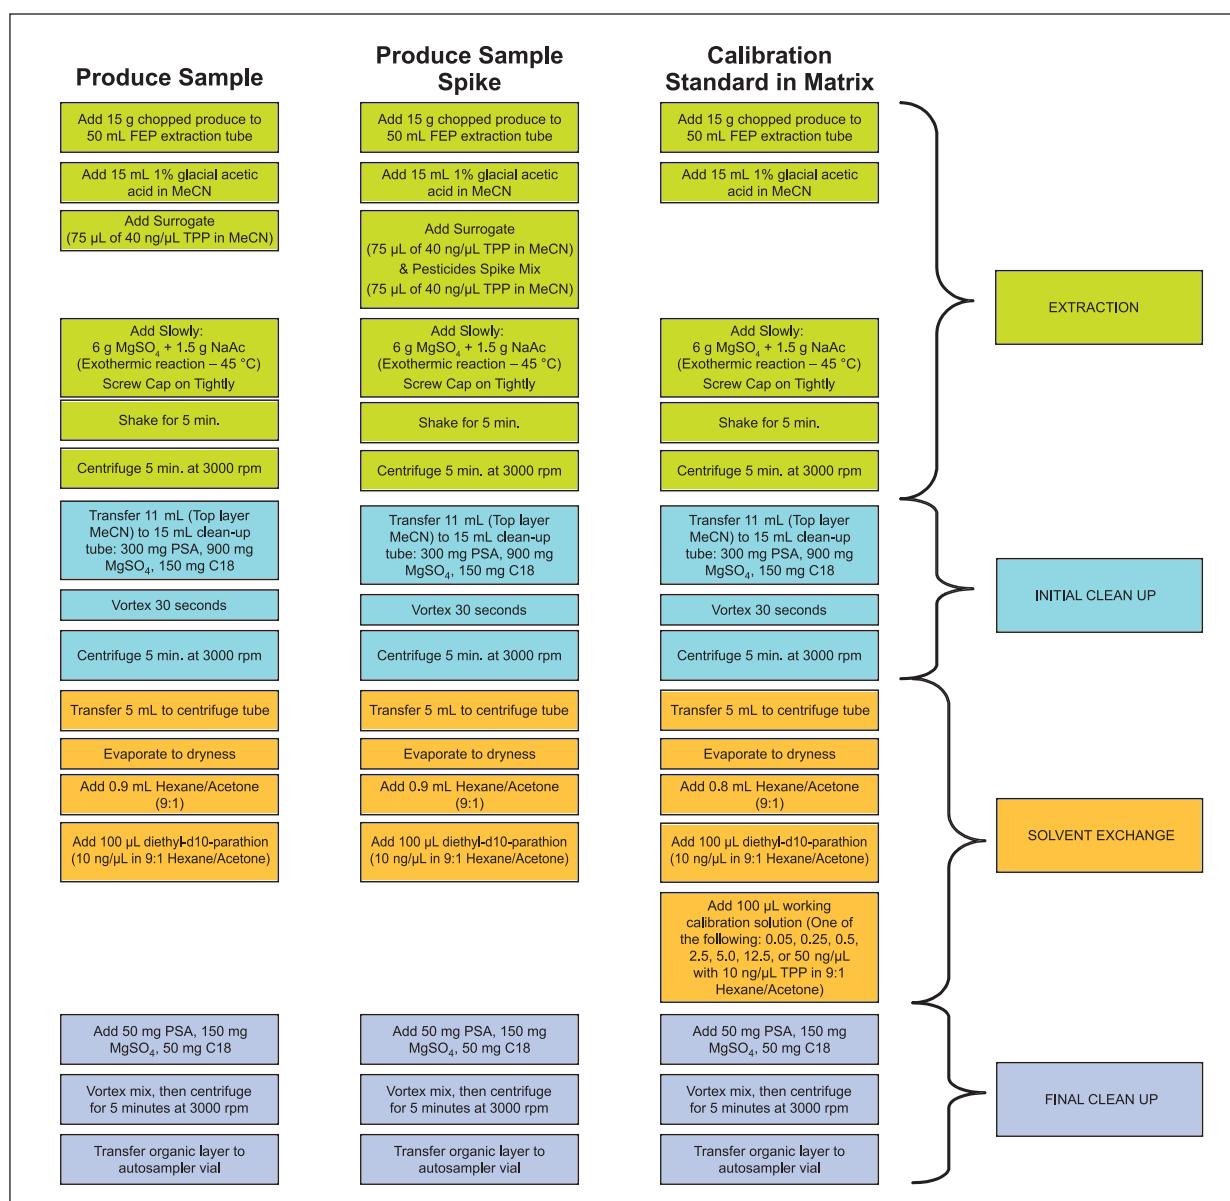 Produce Sample
Add 15 g chopped produce to
50 mL FEP extraction tube
Add 15 mL 1% glacial acetic
acid in MeCN
Add Surrogate
(75 µL of 40 ng/µL TPP in MeCN)
Add Slowly:
6 g MgSO₄ + 1.5 g NaAc
(Exothermic reaction – 45 °C)
Screw Cap on Tightly
Shake for 5 min.
Centrifuge 5 min. at 3000 rpm
Transfer 11 mL (Top layer
MeCN) to 15 mL clean-up
tube: 300 mg PSA, 900 mg
MgSO₄, 150 mg C18
Vortex 30 seconds
Centrifuge 5 min. at 3000 rpm
Transfer 5 mL to centrifuge tube
Evaporate to dryness
Add 0.9 mL Hexane/Acetone
(9:1)
Add 100 µL diethyl-d10-parathion
(10 ng/µL in 9:1 Hexane/Acetone)
Add 50 mg PSA, 150 mg
MgSO₄, 50 mg C18
Vortex mix, then centrifuge
for 5 minutes at 3000 rpm
Transfer organic layer to
autosampler vial
Produce Sample
Spike
Add 15 g chopped produce to
50 mL FEP extraction tube
Add 15 mL 1% glacial acetic
acid in MeCN
Add Surrogate
(75 µL of 40 ng/µL TPP in MeCN)
& Pesticides Spike Mix
(75 µL of 40 ng/µL TPP in MeCN)
Add Slowly:
6 g MgSO₄ + 1.5 g NaAc
(Exothermic reaction – 45 °C)
Screw Cap on Tightly
Shake for 5 min.
Centrifuge 5 min. at 3000 rpm
Transfer 11 mL (Top layer
MeCN) to 15 mL clean-up
tube: 300 mg PSA, 900 mg
MgSO₄, 150 mg C18
Vortex 30 seconds
Centrifuge 5 min. at 3000 rpm
Transfer 5 mL to centrifuge tube
Evaporate to dryness
Add 0.9 mL Hexane/Acetone
(9:1)
Add 100 µL diethyl-d10-parathion
(10 ng/µL in 9:1 Hexane/Acetone)
Add 50 mg PSA, 150 mg
MgSO₄, 50 mg C18
Vortex mix, then centrifuge
for 5 minutes at 3000 rpm
Transfer organic layer to
autosampler vial
Calibration
Standard in Matrix
Add 15 g chopped produce to
50 mL FEP extraction tube
Add 15 mL 1% glacial acetic
acid in MeCN
Add Slowly:
6 g MgSO₄ + 1.5 g NaAc
(Exothermic reaction – 45 °C)
Screw Cap on Tightly
Shake for 5 min.
Centrifuge 5 min. at 3000 rpm
Transfer 11 mL (Top layer
MeCN) to 15 mL clean-up
tube: 300 mg PSA, 900 mg
MgSO₄, 150 mg C18
Vortex 30 seconds
Centrifuge 5 min. at 3000 rpm
Transfer 5 mL to centrifuge tube
Evaporate to dryness
Add 0.8 mL Hexane/Acetone
(9:1)
Add 100 µL diethyl-d10-parathion
(10 ng/µL in 9:1 Hexane/Acetone)
Add 100 µL working
calibration solution (One of
the following: 0.05, 0.25, 0.5,
2.5, 5.0, 12.5, or 50 ng/µL
with 10 ng/µL TPP in 9:1
Hexane/Acetone)
Add 50 mg PSA, 150 mg
MgSO₄, 50 mg C18
Vortex mix, then centrifuge
for 5 minutes at 3000 rpm
Transfer organic layer to
autosampler vial
EXTRACTION
INITIAL CLEAN UP
SOLVENT EXCHANGE
FINAL CLEAN UP